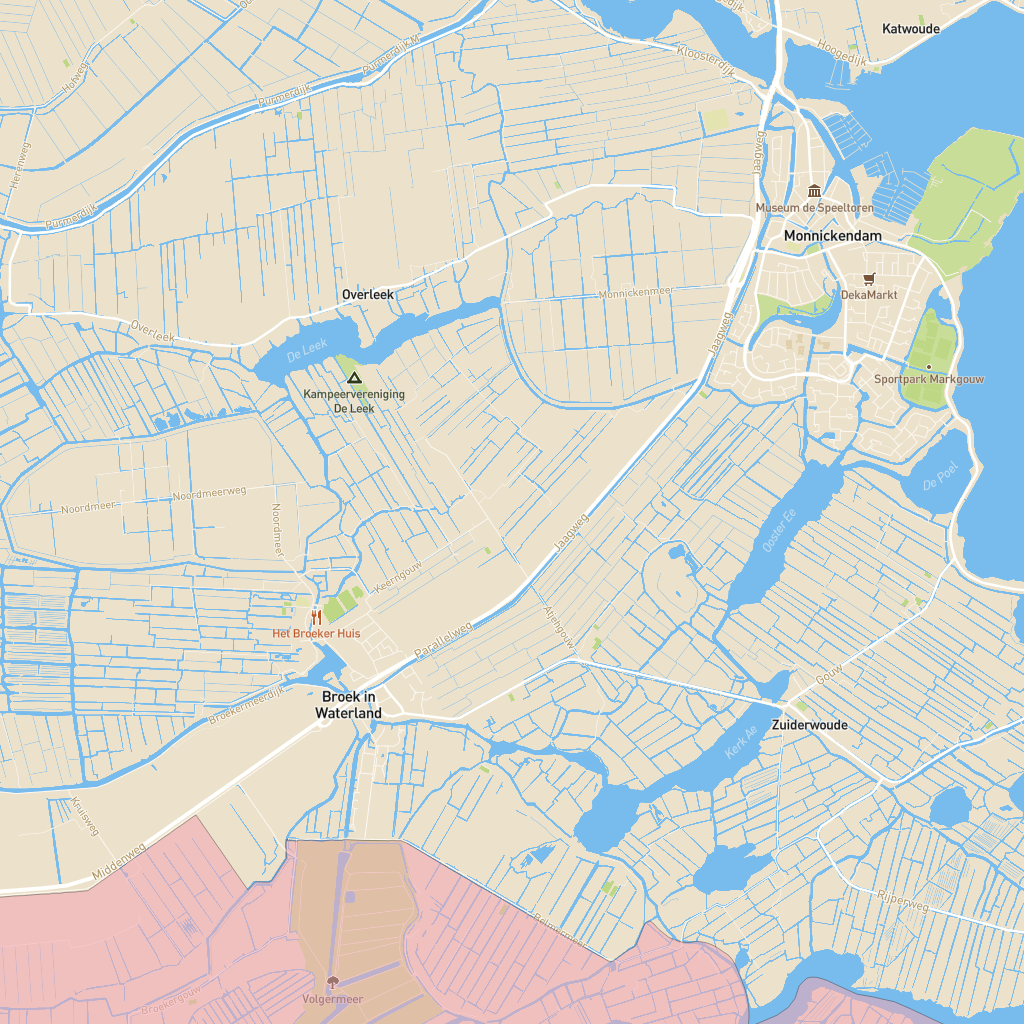 Katwoude
Hoogedijk
Kloosterdijk
Purmerdijk M
Hofweg
Purmerdijk
Herenweg
Jaagweg
Museum de Speeltoren
Purmerdijk
Monnickendam
Overleek
Monnickenmeer
DekaMarkt
Overleek
De Leek
Jaagweg
Sportpark Markgouw
Kampeervereniging
De Leek
De Poel
Noordmeerweg
Noordmeer
Noordmeer
Ooster Ee
Jaagweg
Keerngouw
Het Broeker Huis
Atjehgouw
Parallelweg
Gouw
Broek in
Waterland
Broekermeerdijk
Zuiderwoude
Kerk Ae
Kruisweg
Middenweg
Rijperweg
Belmermeer
Volgermeer
Broekergouw